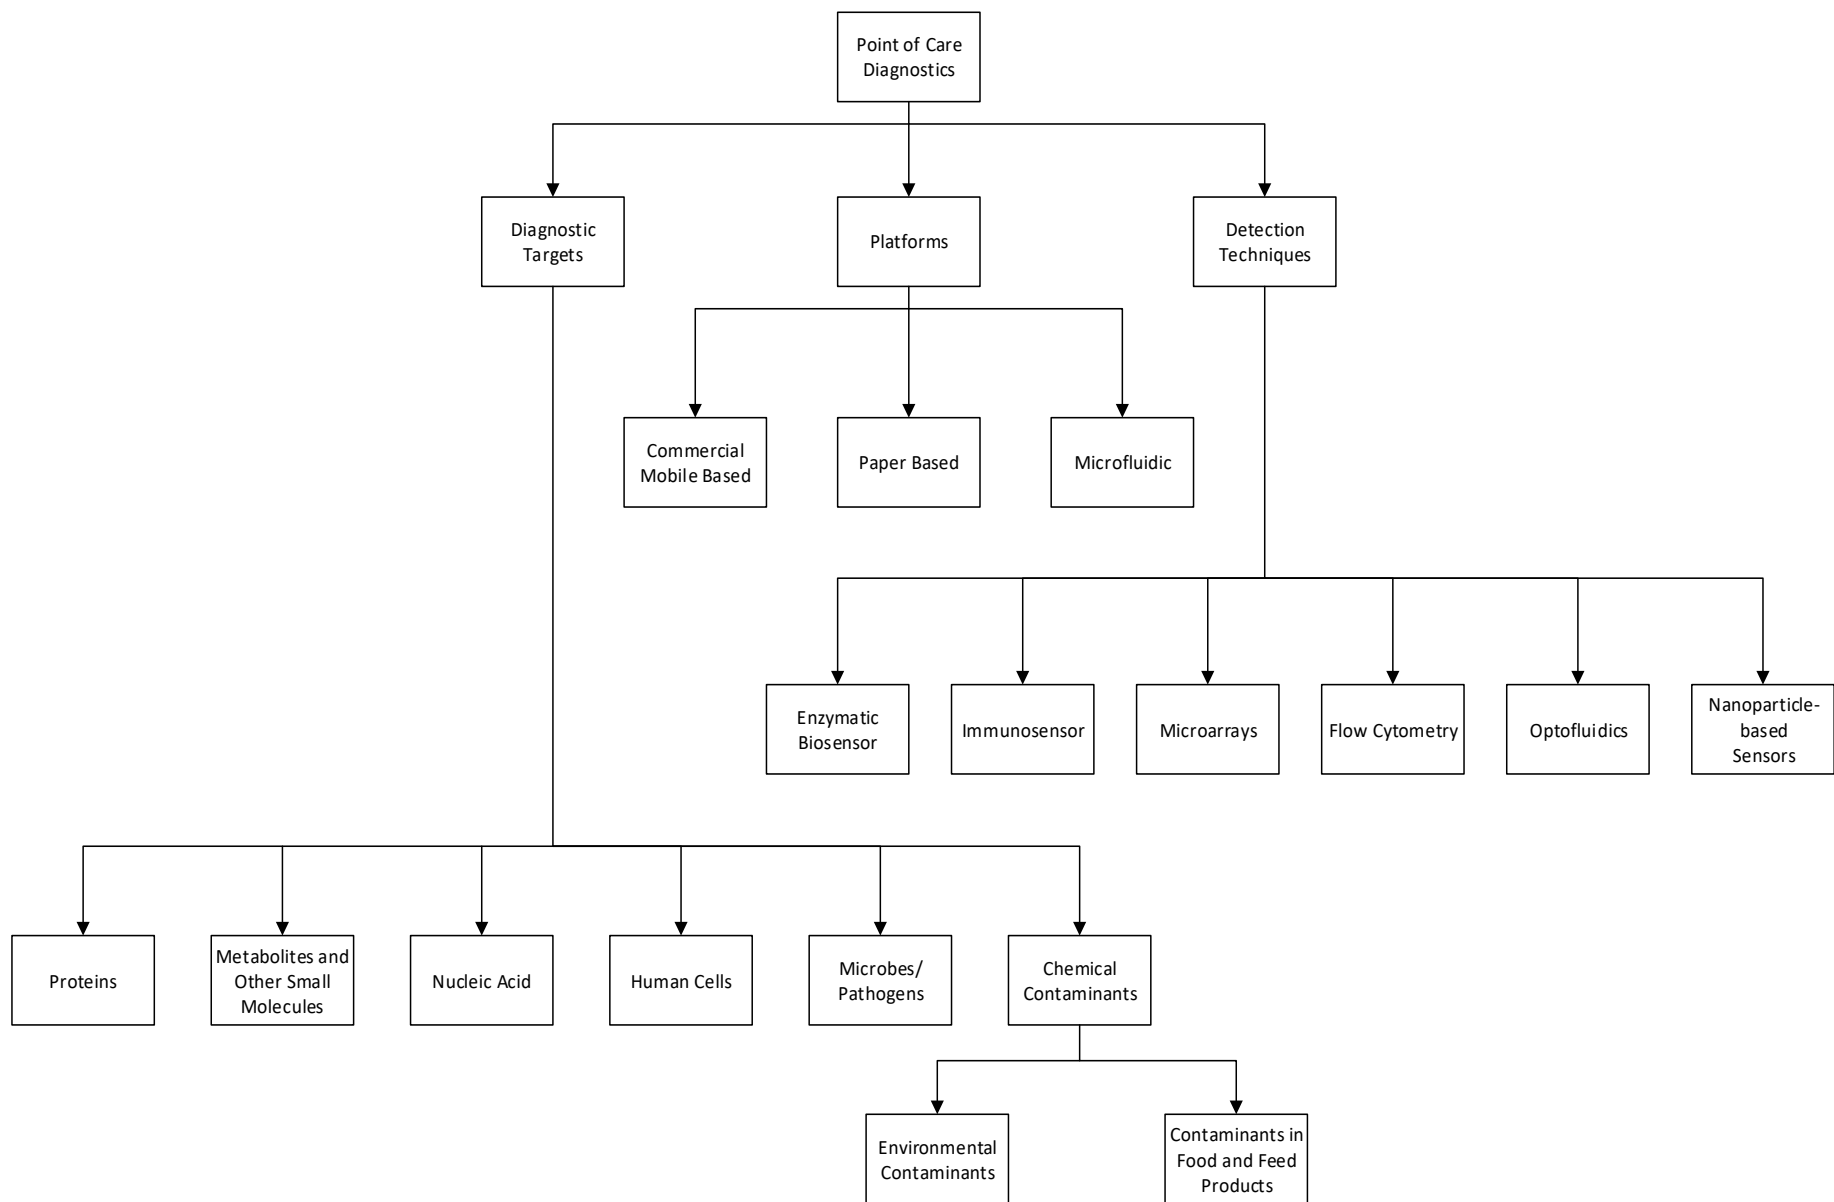 Point of Care
Diagnostics
Diagnostic
Targets
Platforms
Detection
Techniques
Commercial
Mobile Based
Paper Based
Microfluidic
Enzymatic
Biosensor
Immunosensor
Microarrays
Flow Cytometry
Optofluidics
Nanoparticle-
based
Sensors
Proteins
Metabolites and
Other Small
Molecules
Nucleic Acid
Human Cells
Microbes/
Pathogens
Chemical
Contaminants
Environmental
Contaminants
Contaminants in
Food and Feed
Products